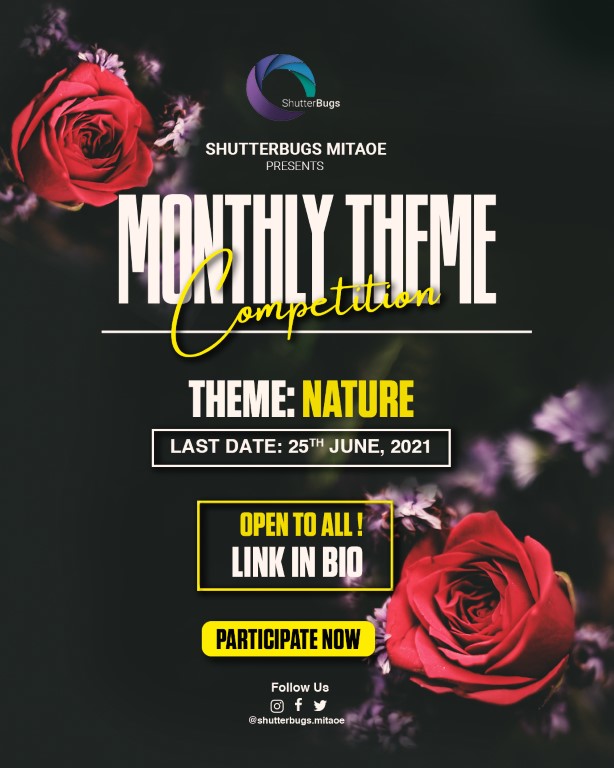 ShutterBugs
SHUTTERBUGS MITAOE
PRESENTS
MONTHLY THEME
Competition
THEME: NATURE
LAST DATE: 25TH JUNE, 2021
OPEN TO ALL !
LINK IN BIO
PARTICIPATE NOW
Follow Us
@shutterbugs.mitaoe